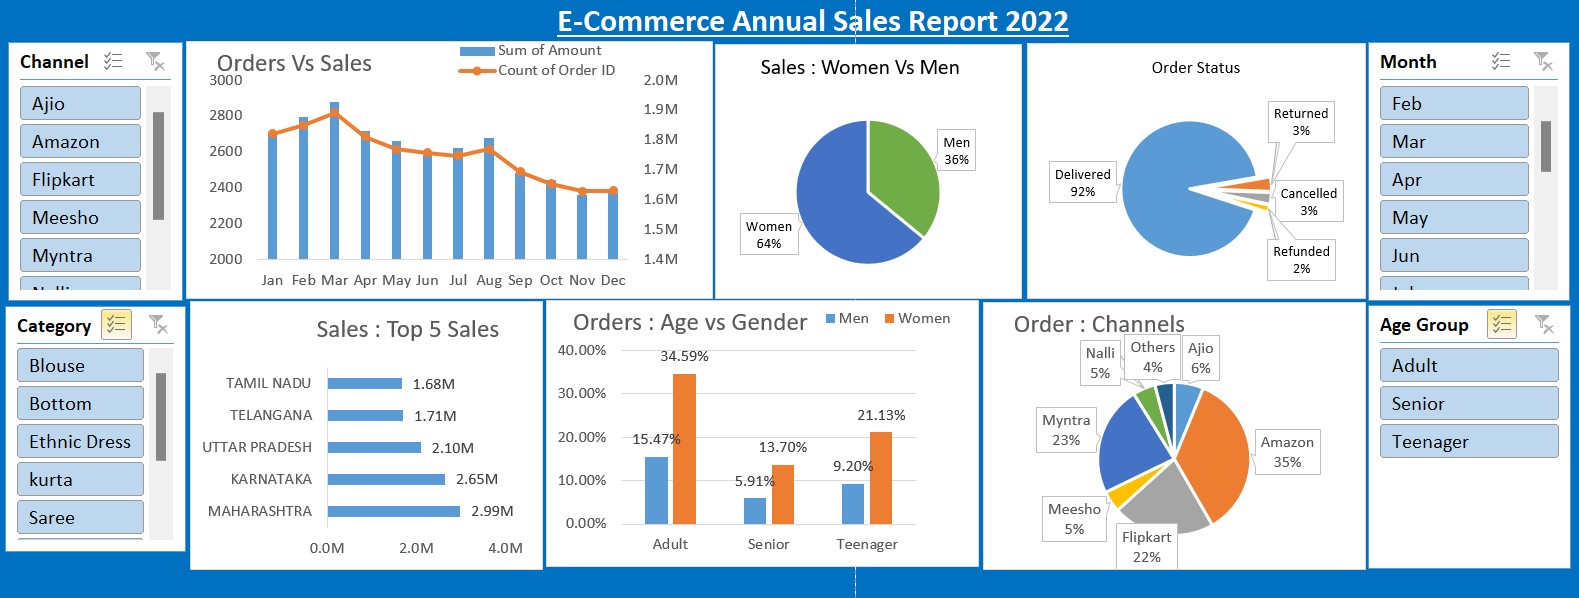 E-Commerce Annual Sales Report 2022
Channel
Ajio
Amazon
Flipkart
Meesho
Myntra
Orders Vs Sales
Sum of Amount
Count of Order ID
3000
2800
2600
2400
2200
2000
2.0M
1.9M
1.8M
1.7M
1.6M
1.5M
1.4M
Jan Feb Mar Apr May Jun Jul Aug Sep Oct Nov Dec
Sales : Women Vs Men
Men
36%
Women
64%
Order Status
Returned
3%
Delivered
92%
Cancelled
3%
Refunded
2%
Month
Feb
Mar
Apr
May
Jun
Category
Blouse
Bottom
Ethnic Dress
kurta
Saree
Sales : Top 5 Sales
TAMIL NADU 1.68M
TELANGANA 1.71M
UTTAR PRADESH 2.10M
KARNATAKA 2.65M
MAHARASHTRA 2.99M
0.0M 2.0M 4.0M
Orders : Age vs Gender
Men Women
40.00%
30.00%
20.00%
10.00%
0.00%
15.47% 34.59%
5.91% 13.70%
9.20% 21.13%
Adult Senior Teenager
Order : Channels
Nalli
5%
Others
4%
Ajio
6%
Myntra
23%
Amazon
35%
Meesho
5%
Flipkart
22%
Age Group
Adult
Senior
Teenager